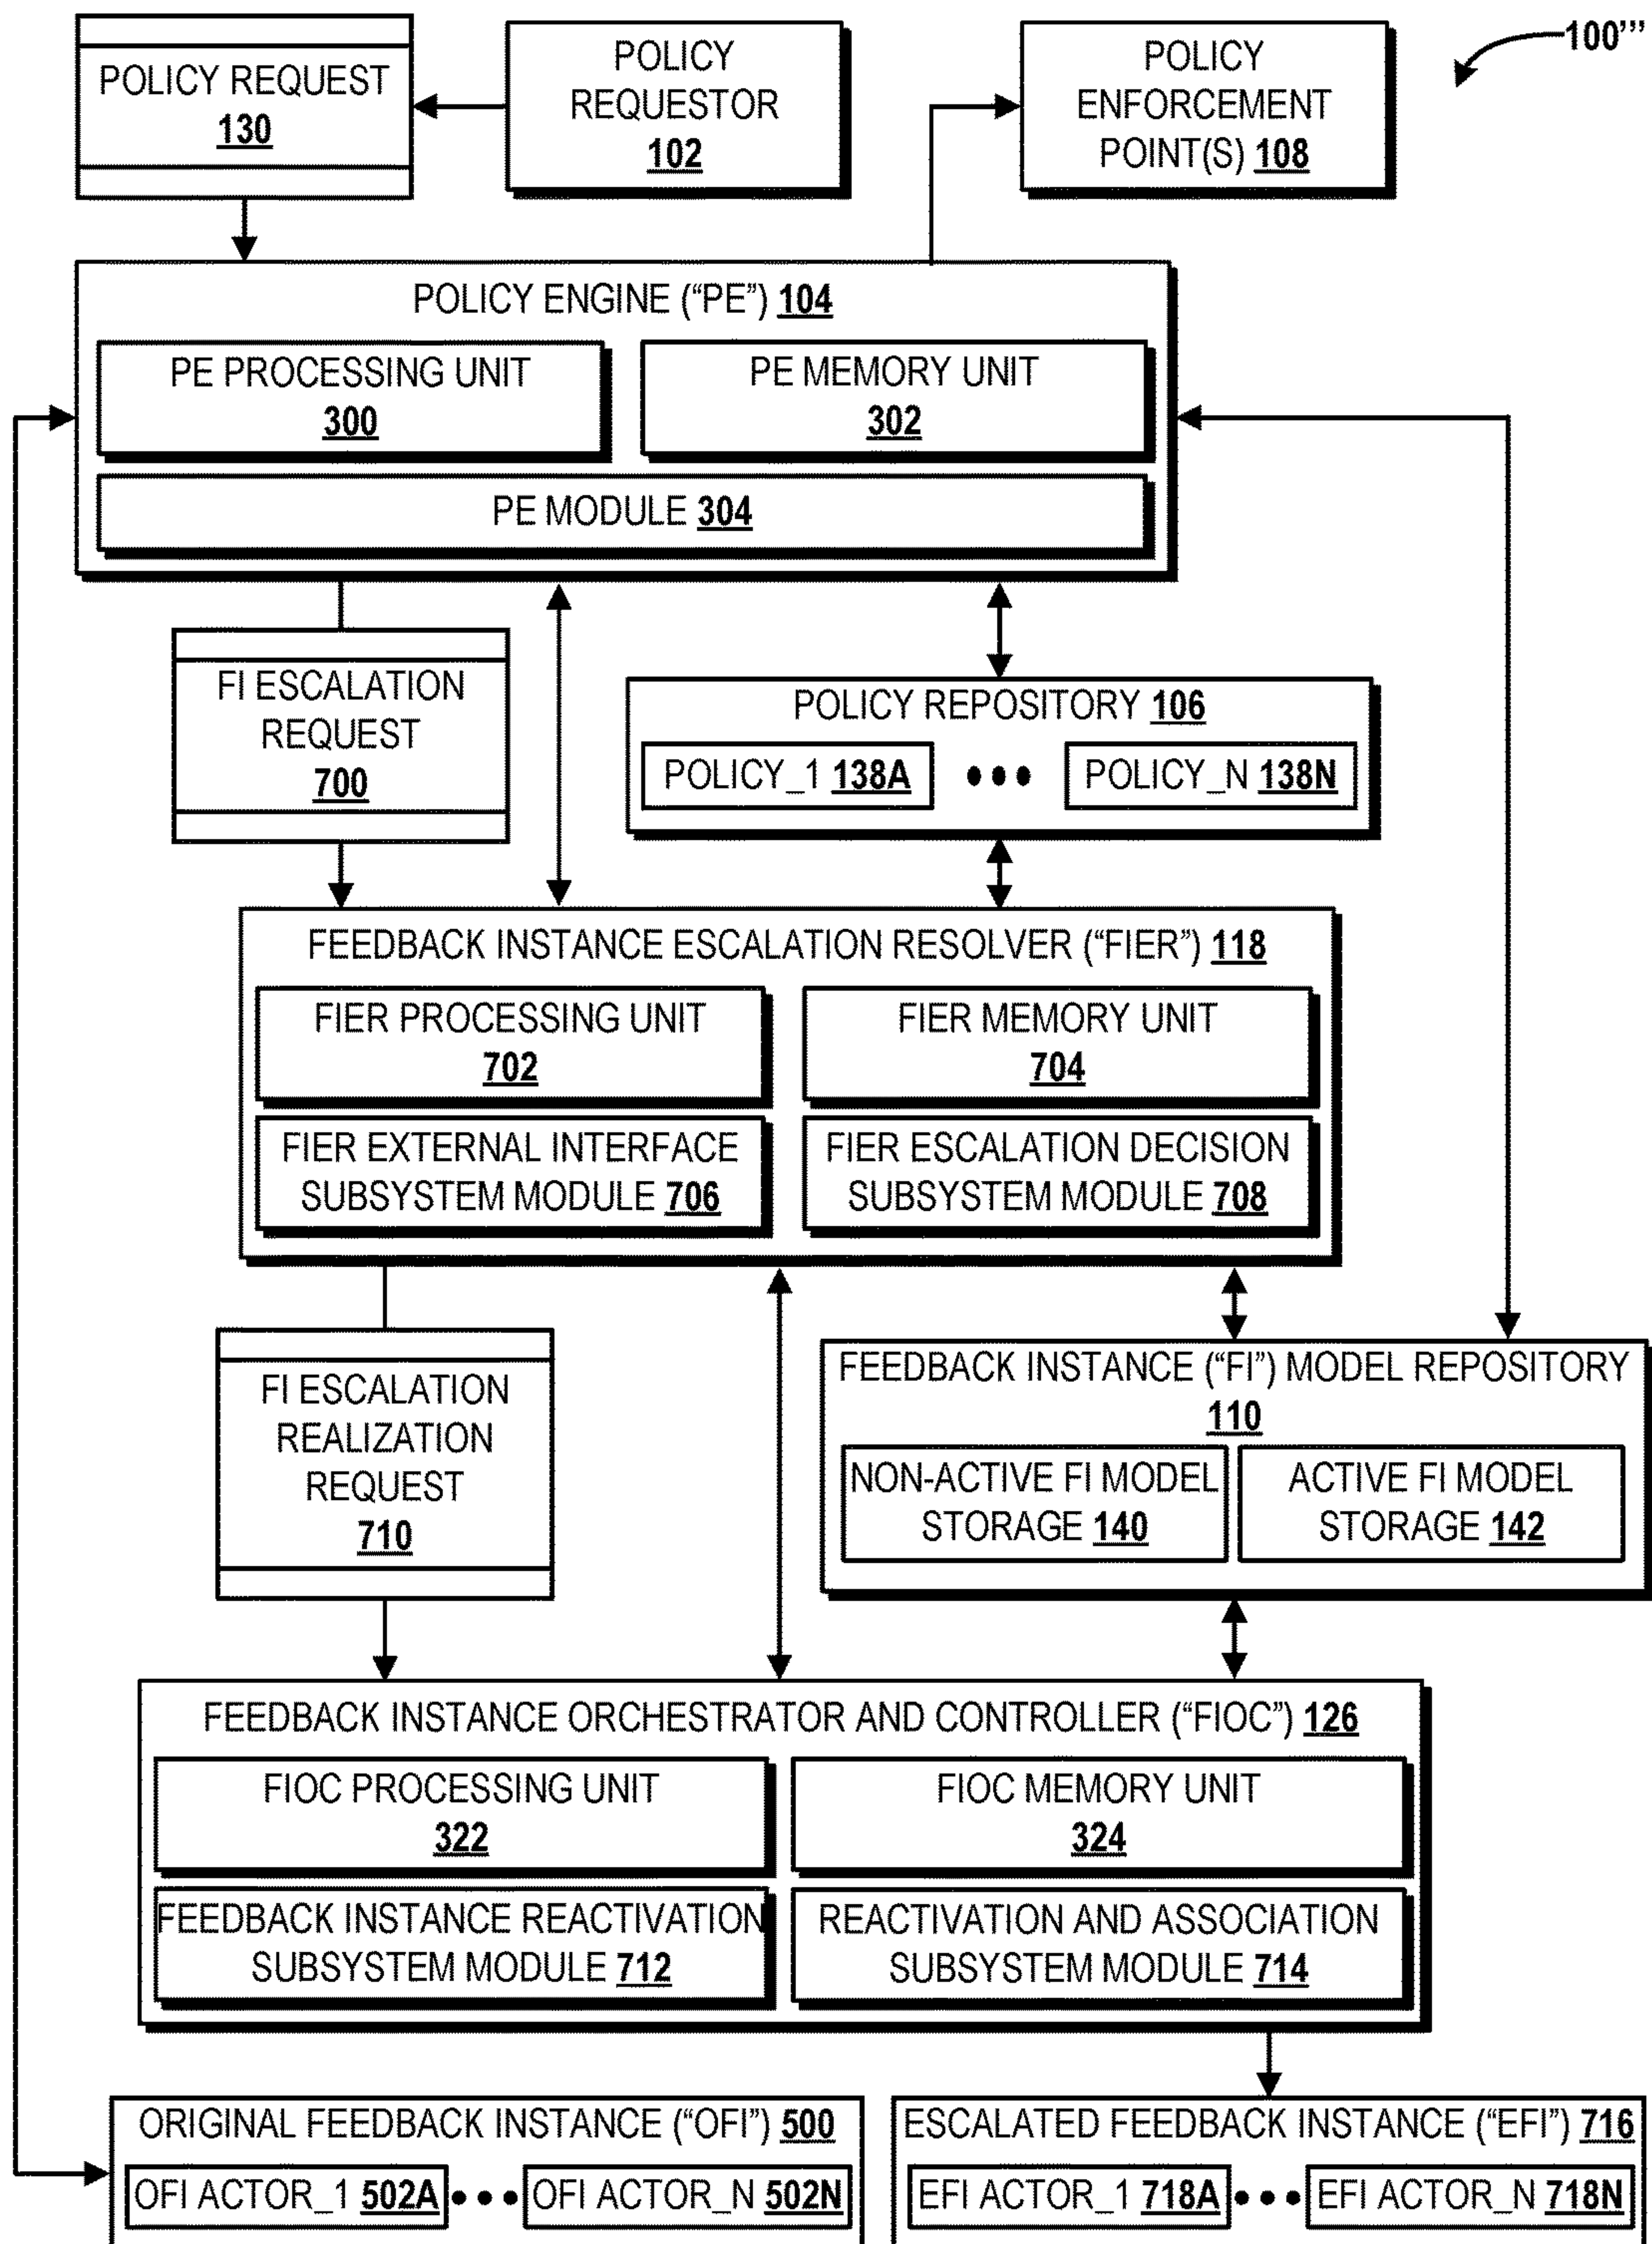 POLICY REQUEST
130
POLICY
REQUESTOR
102
POLICY
ENFORCEMENT
POINT(S) 108
100'''
POLICY ENGINE (“PE”) 104
PE PROCESSING UNIT
300
PE MEMORY UNIT
302
PE MODULE 304
FI ESCALATION
REQUEST
700
POLICY REPOSITORY 106
POLICY_1 138A
POLICY_N 138N
FEEDBACK INSTANCE ESCALATION RESOLVER (“FIER”) 118
FIER PROCESSING UNIT
702
FIER MEMORY UNIT
704
FIER EXTERNAL INTERFACE
SUBSYSTEM MODULE 706
FIER ESCALATION DECISION
SUBSYSTEM MODULE 708
FI ESCALATION
REALIZATION
REQUEST
710
FEEDBACK INSTANCE (“FI”) MODEL REPOSITORY
110
NON-ACTIVE FI MODEL
STORAGE 140
ACTIVE FI MODEL
STORAGE 142
FEEDBACK INSTANCE ORCHESTRATOR AND CONTROLLER (“FIOC”) 126
FIOC PROCESSING UNIT
322
FIOC MEMORY UNIT
324
FEEDBACK INSTANCE REACTIVATION
SUBSYSTEM MODULE 712
REACTIVATION AND ASSOCIATION
SUBSYSTEM MODULE 714
ORIGINAL FEEDBACK INSTANCE (“OFI”) 500
OFI ACTOR_1 502A
OFI ACTOR_N 502N
ESCALATED FEEDBACK INSTANCE (“EFI”) 716
EFI ACTOR_1 718A
EFI ACTOR_N 718N